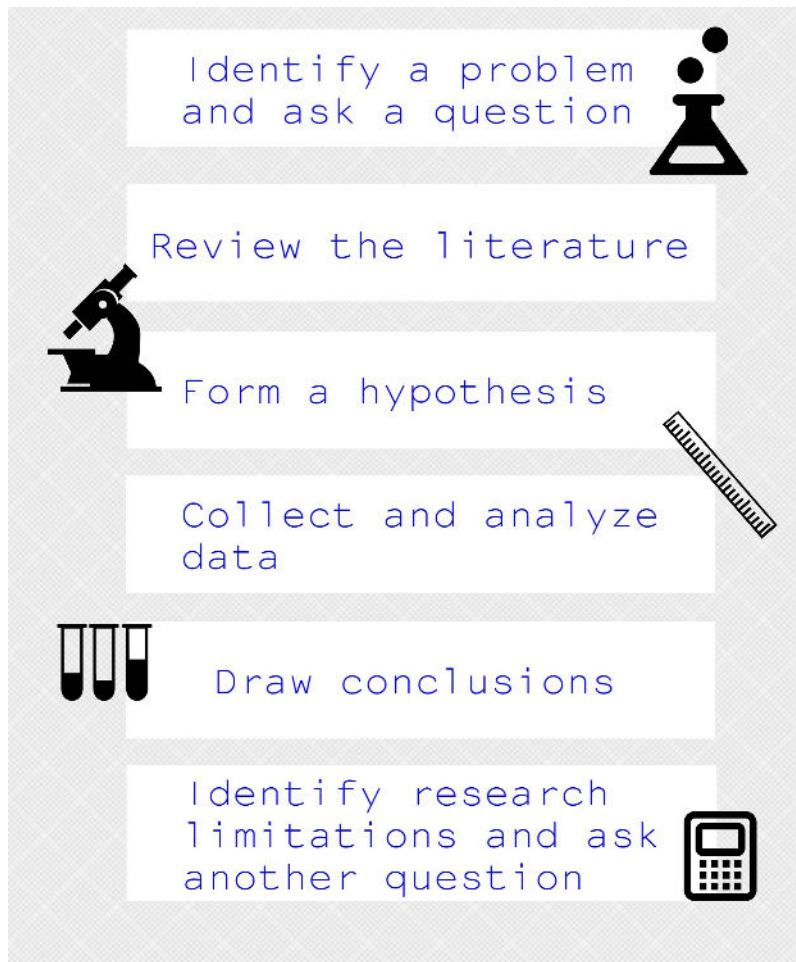 Identify a problem
and ask a question
Review the literature
Form a hypothesis
Collect and analyze
data
Draw conclusions
Identify research
limitations and ask
another question